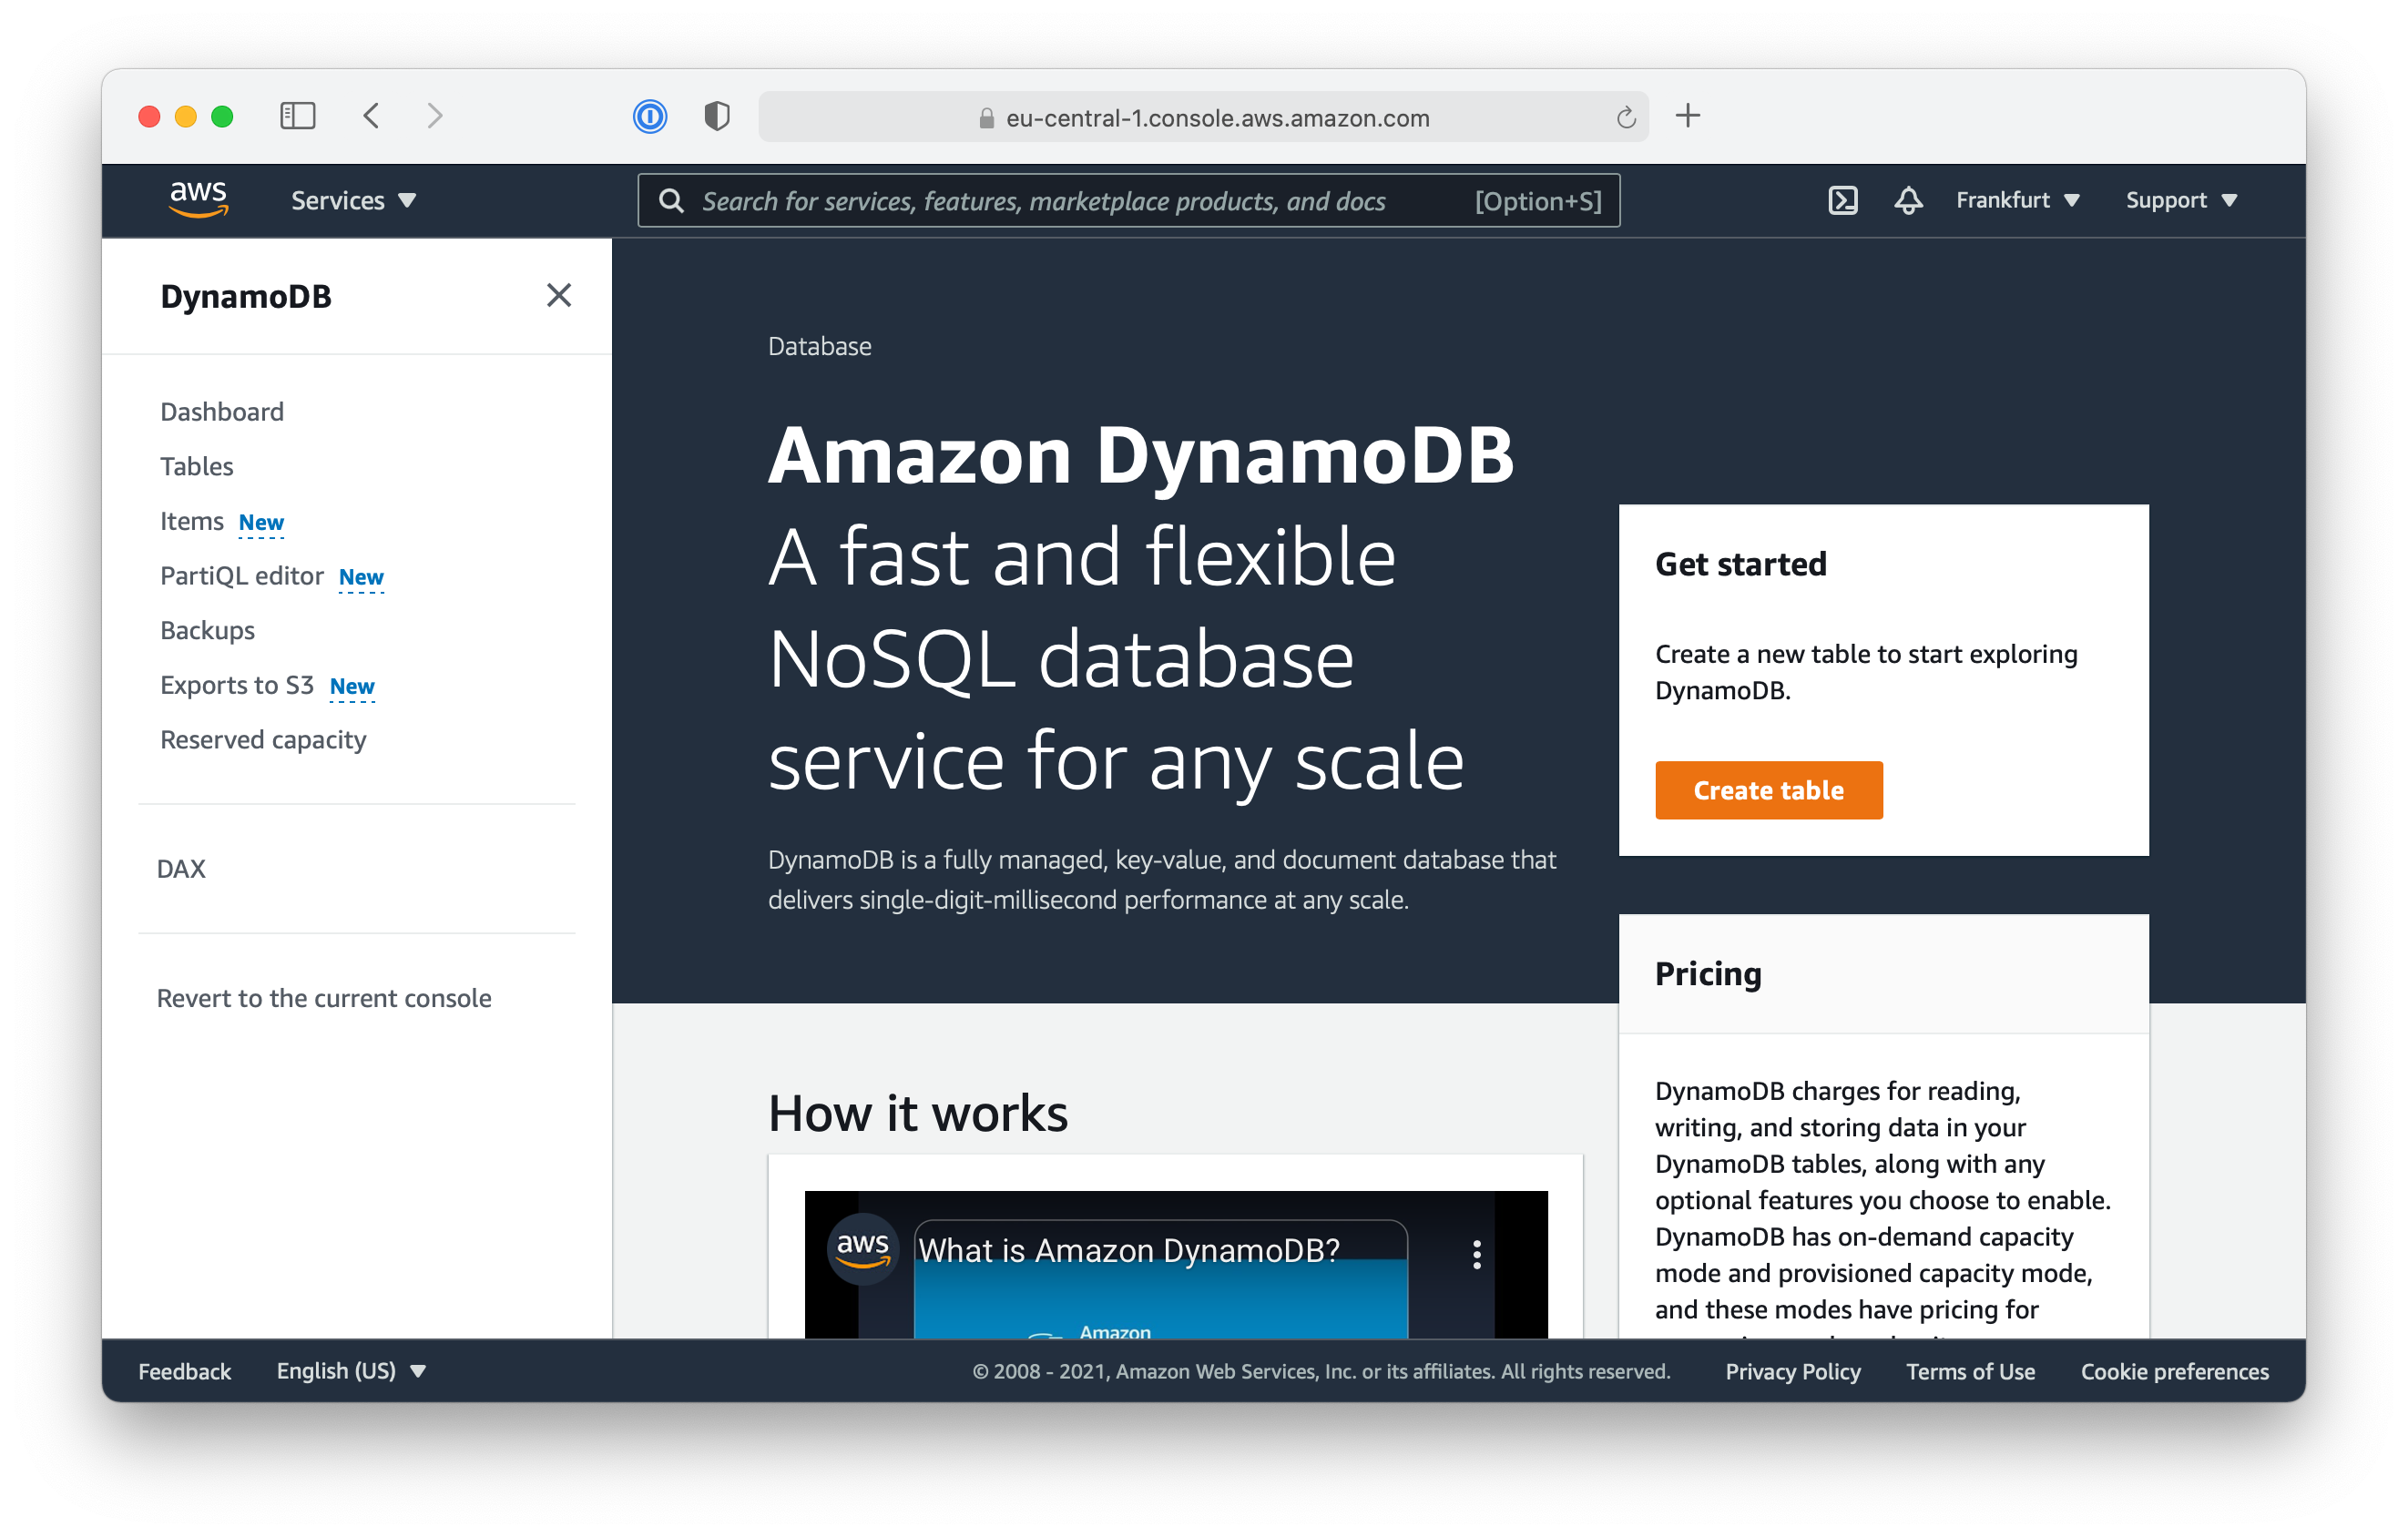 eu-central-1.console.aws.amazon.com
aws
Services
Search for services, features, marketplace products, and docs [Option+S]
Frankfurt
Support
DynamoDB
Dashboard
Tables
Items New
PartiQL editor New
Backups
Exports to S3 New
Reserved capacity
DAX
Revert to the current console
Database
Amazon DynamoDB
A fast and flexible
NoSQL database
service for any scale
DynamoDB is a fully managed, key-value, and document database that
delivers single-digit-millisecond performance at any scale.
Get started
Create a new table to start exploring
DynamoDB.
Create table
Pricing
DynamoDB charges for reading,
writing, and storing data in your
DynamoDB tables, along with any
optional features you choose to enable.
DynamoDB has on-demand capacity
mode and provisioned capacity mode,
and these modes have pricing for
How it works
aws
What is Amazon DynamoDB?
Amazon
Feedback
English (US)
© 2008 - 2021, Amazon Web Services, Inc. or its affiliates. All rights reserved.
Privacy Policy
Terms of Use
Cookie preferences